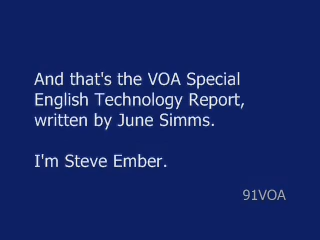 And that's the VOA Special
English Technology Report,
written by June Simms.
I'm Steve Ember.
91VOA